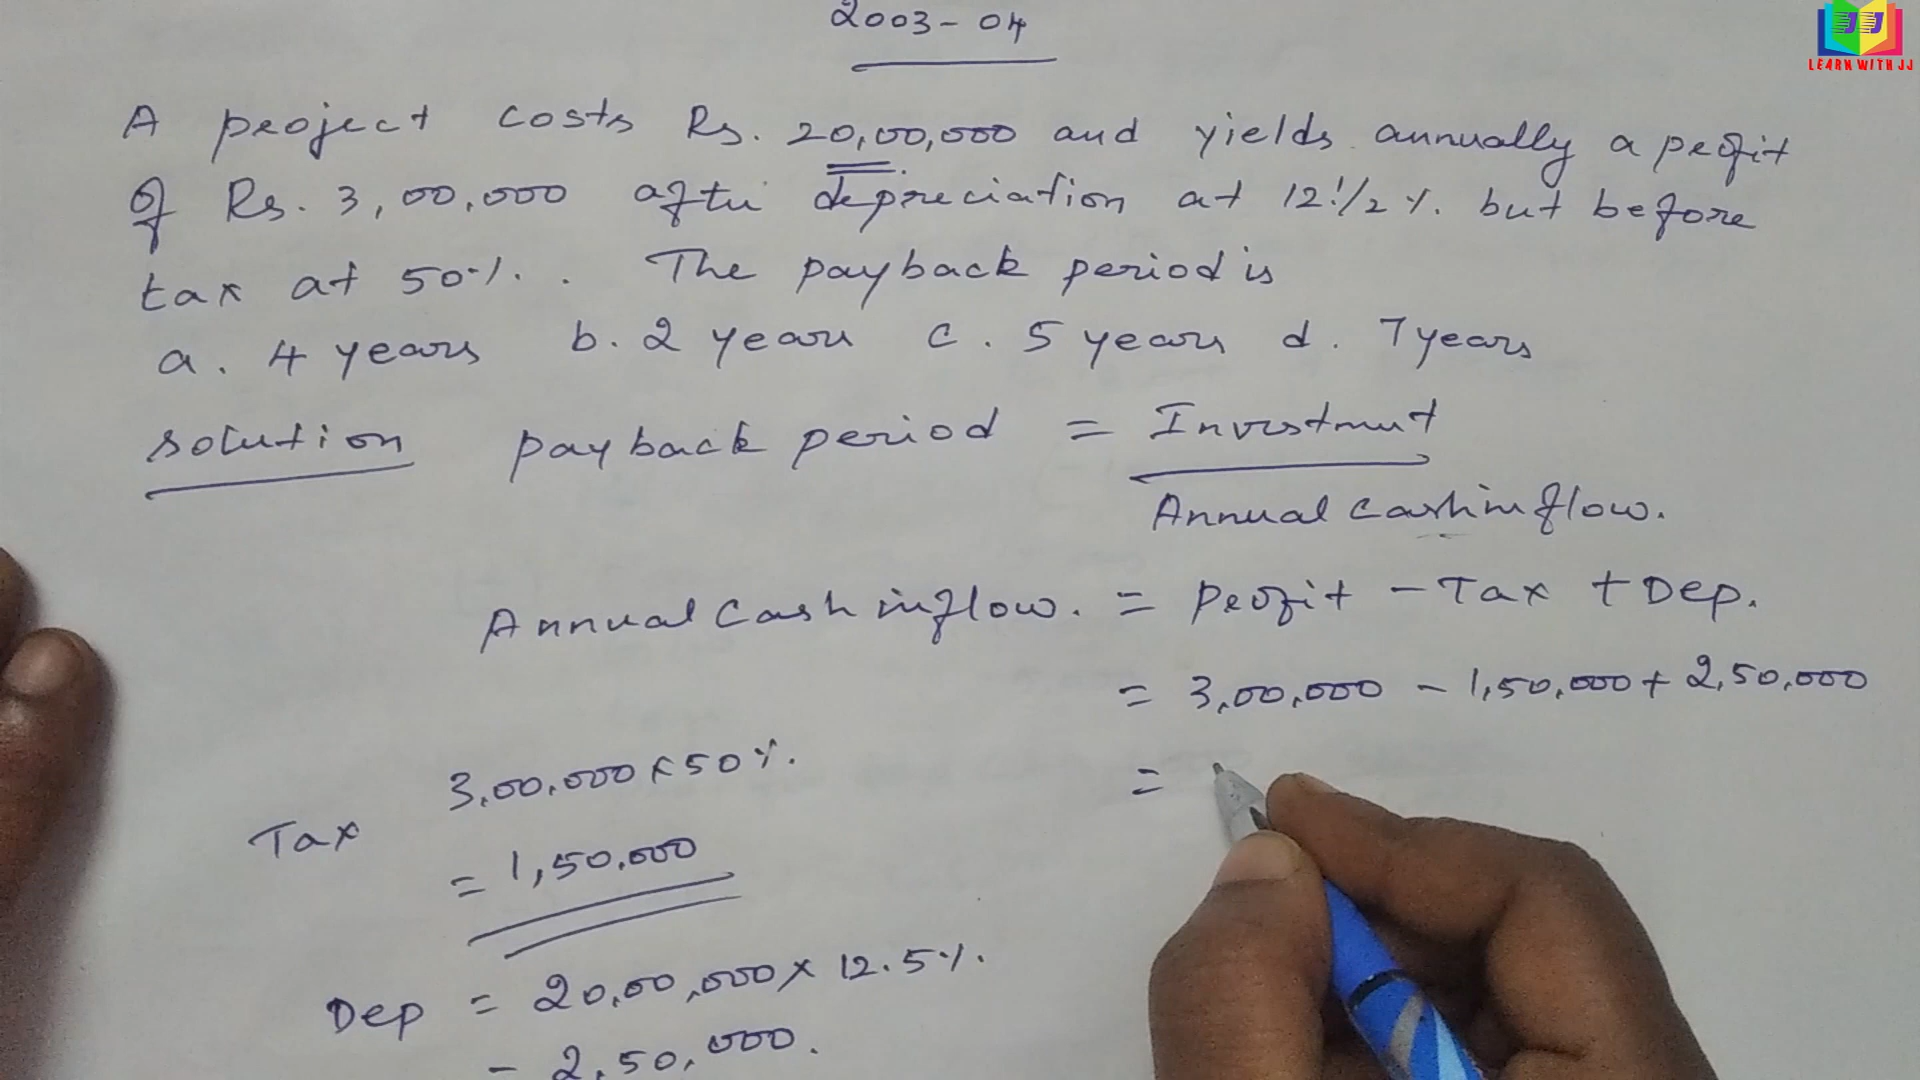 2003-04
JJ
LEARN WITH JJ
A project costs Rs. 20,00,000 and yields annually a profit
of Rs. 3,00,000 after depreciation at 12 1/2 %. but before
tax at 50%. . The payback period is
a. 4 years b. 2 years c. 5 years d. 7 years
solution payback period = Investment
Annual cash inflow.
Annual Cash inflow. = Profit - Tax + Dep.
= 3,00,000 - 1,50,000 + 2,50,000
=
3,00,000 x 50%.
Tax
= 1,50,000
Dep = 20,00,000 x 12.5%.
- 2,50,000.